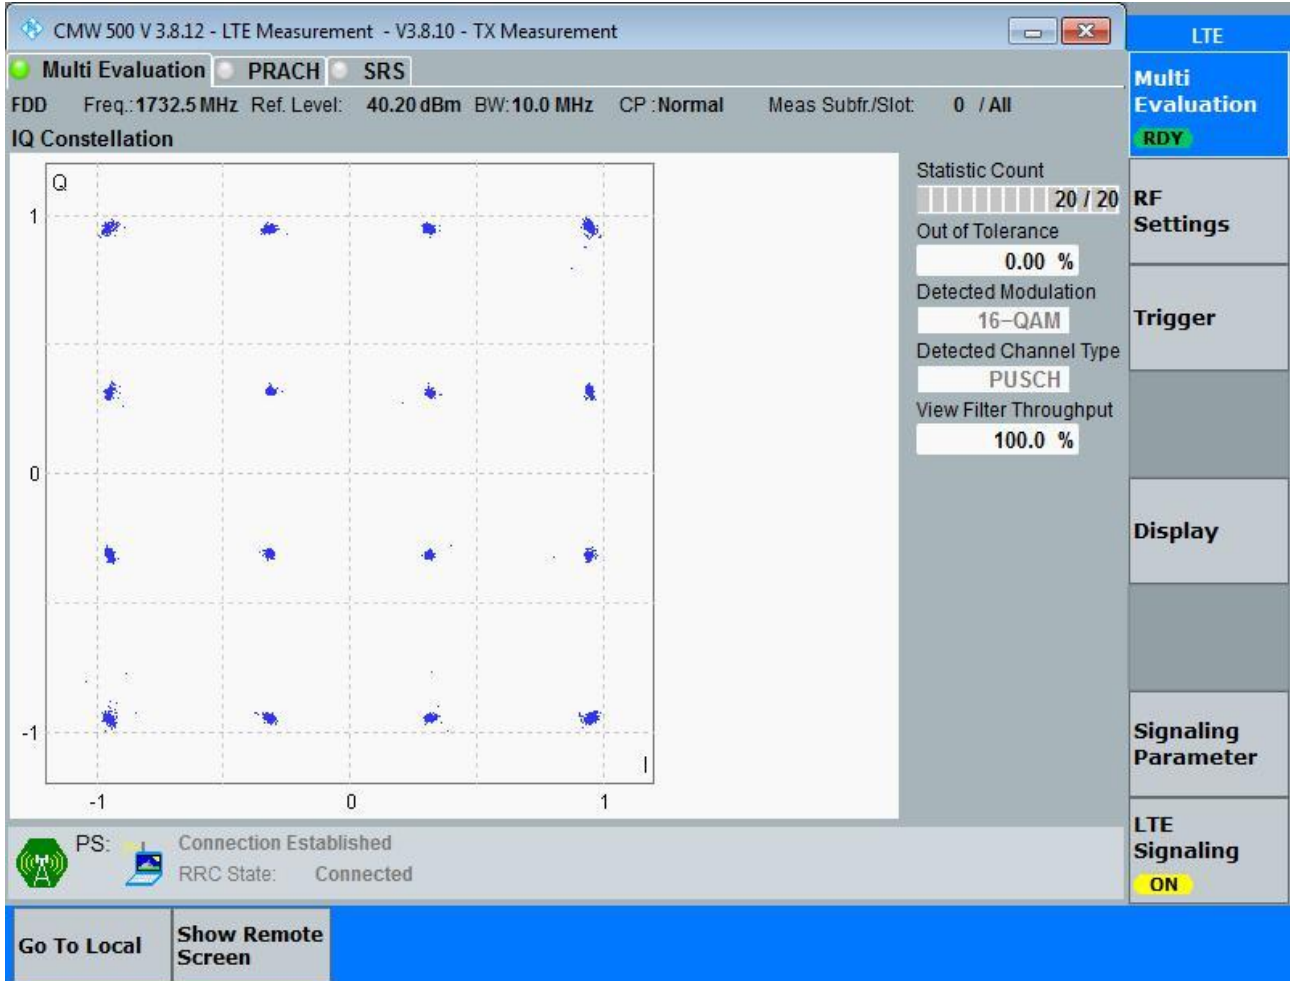 CMW 500 V 3.8.12 - LTE Measurement - V3.8.10 - TX Measurement
LTE
Multi Evaluation PRACH SRS
FDD Freq.:1732.5 MHz Ref. Level: 40.20 dBm BW:10.0 MHz CP :Normal Meas Subfr./Slot: 0 / All
IQ Constellation
Q
1
0
-1
I
-1 0 1
Statistic Count
20 / 20
Out of Tolerance
0.00 %
Detected Modulation
16-QAM
Detected Channel Type
PUSCH
View Filter Throughput
100.0 %
Multi
Evaluation
RDY
RF
Settings
Trigger
Display
Signaling
Parameter
LTE
Signaling
ON
PS: Connection Established
RRC State: Connected
Go To Local
Show Remote
Screen